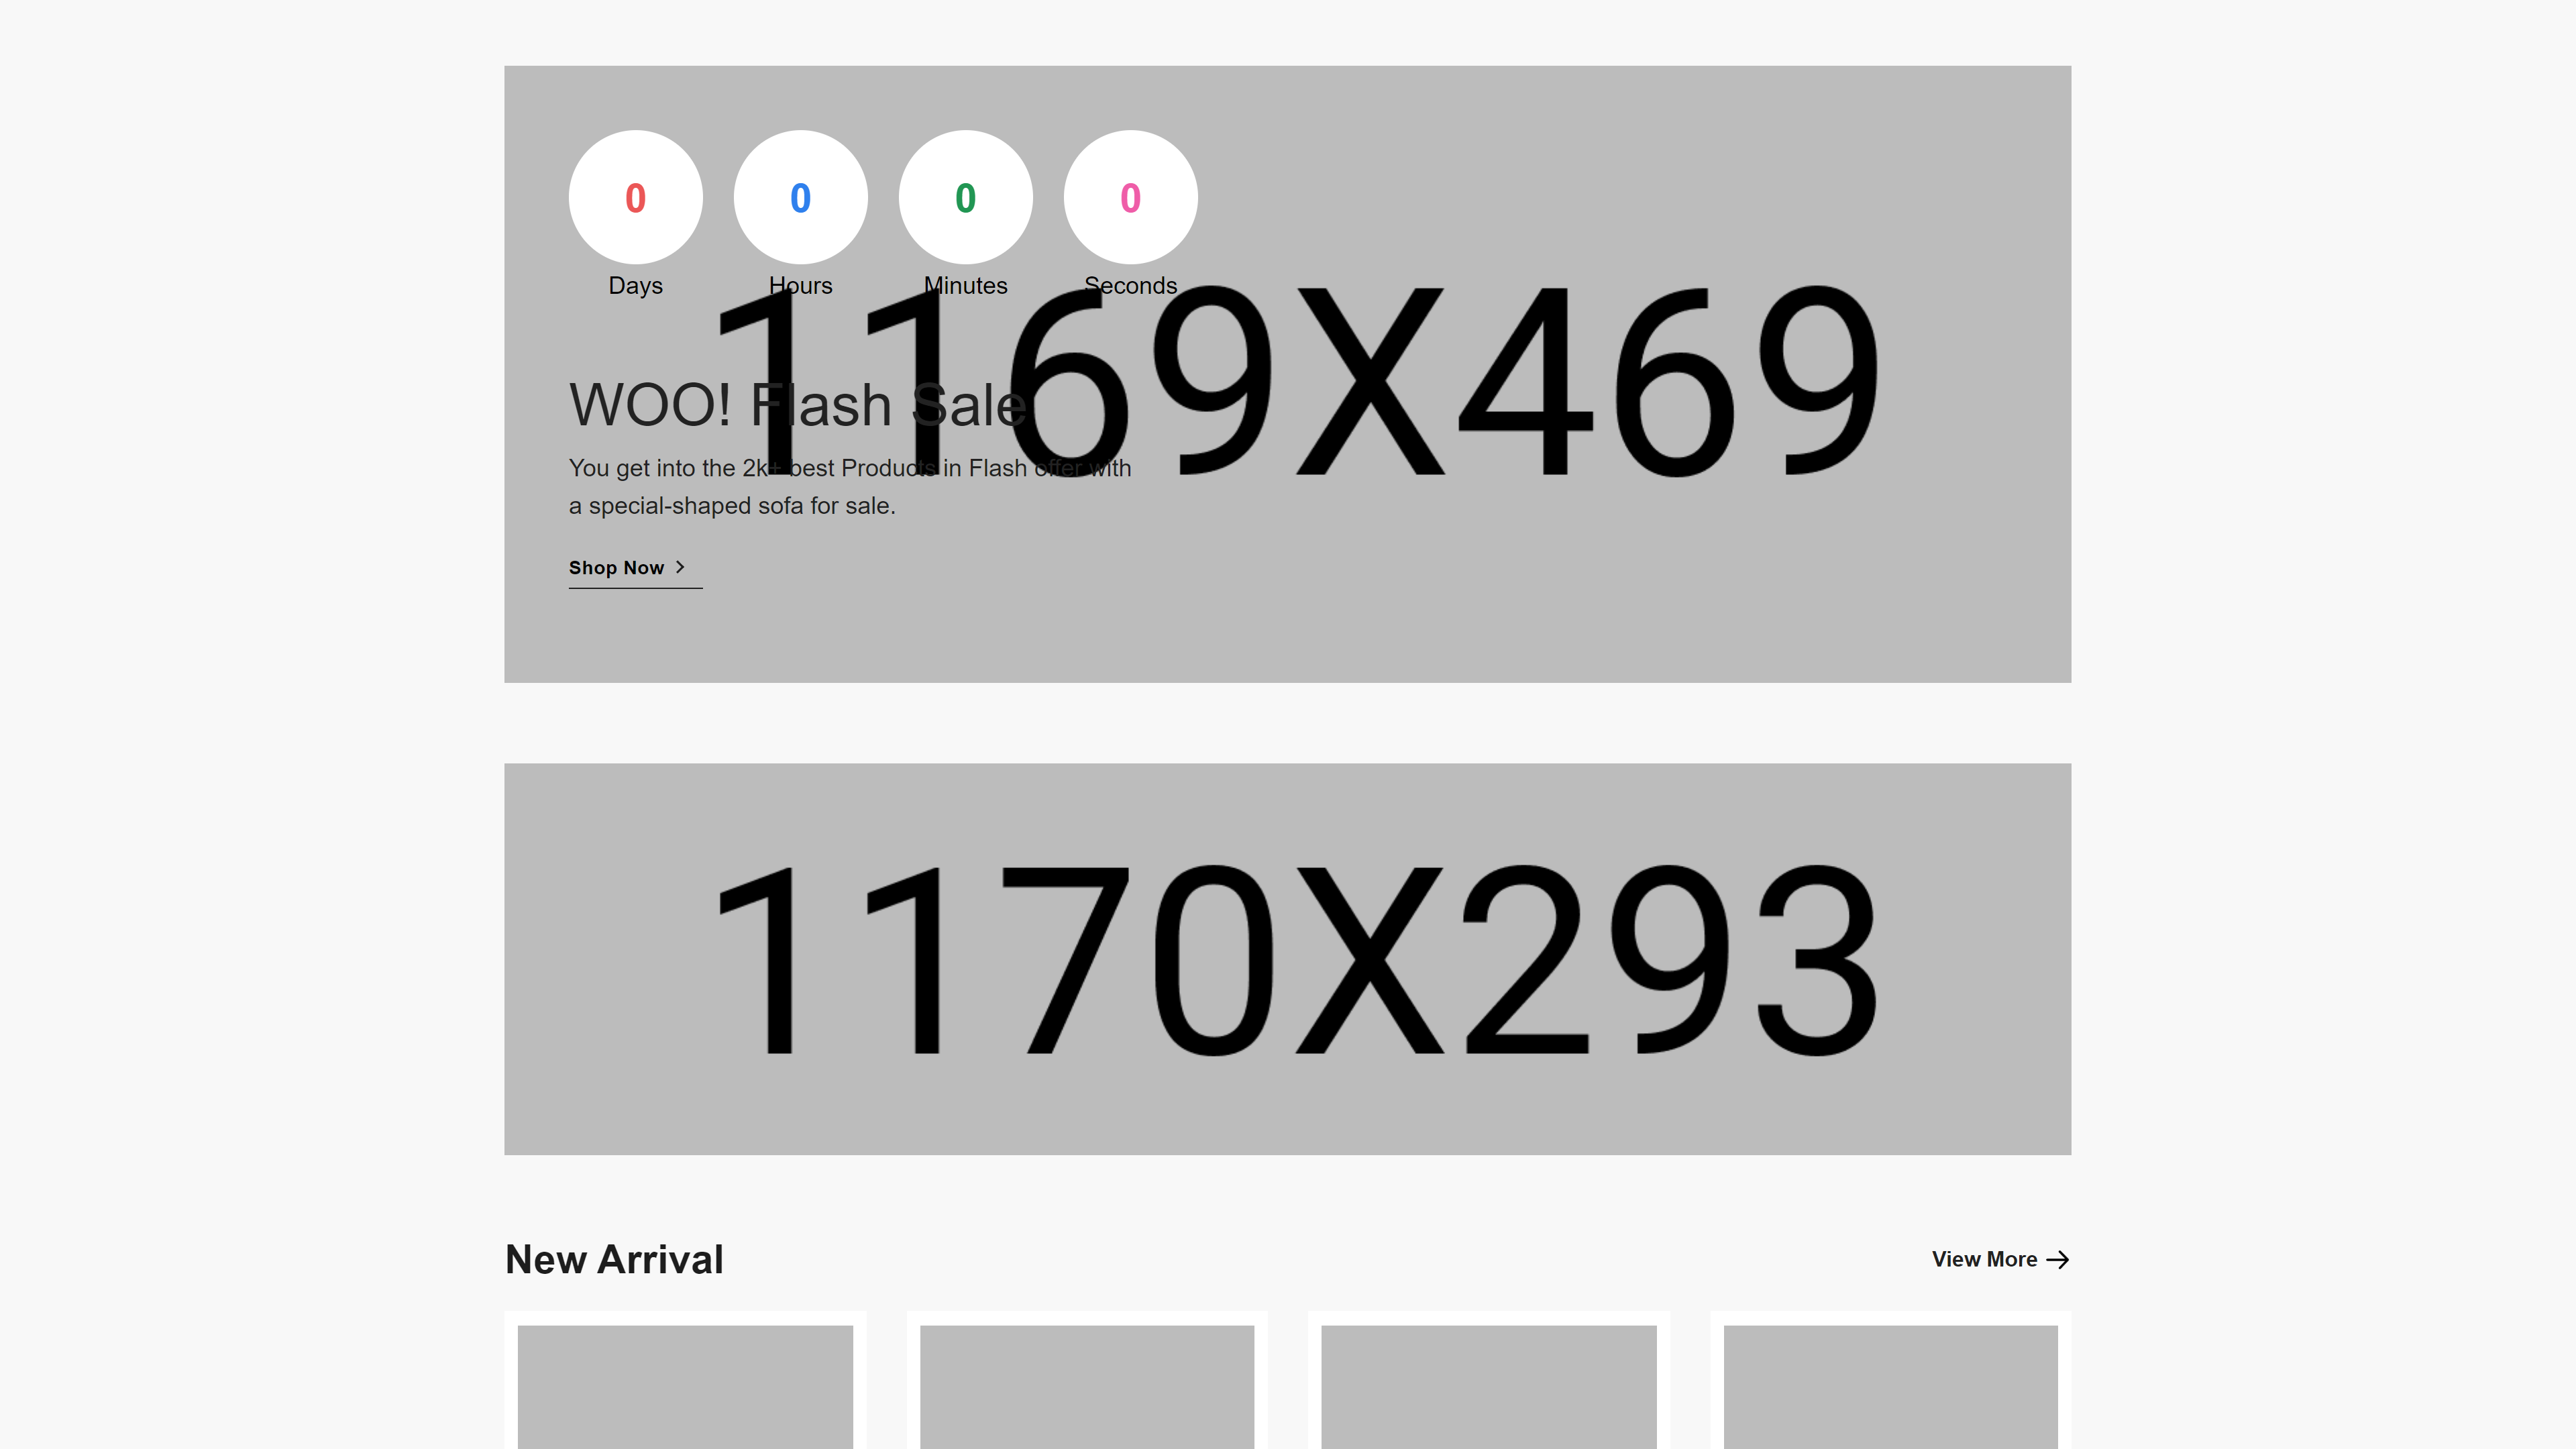 0 0 0 0
Days Hours Minutes Seconds
1169X469
WOO! Flash Sale
You get into the 2k+ best Products in Flash offer with
a special-shaped sofa for sale.
Shop Now
1170X293
New Arrival
View More